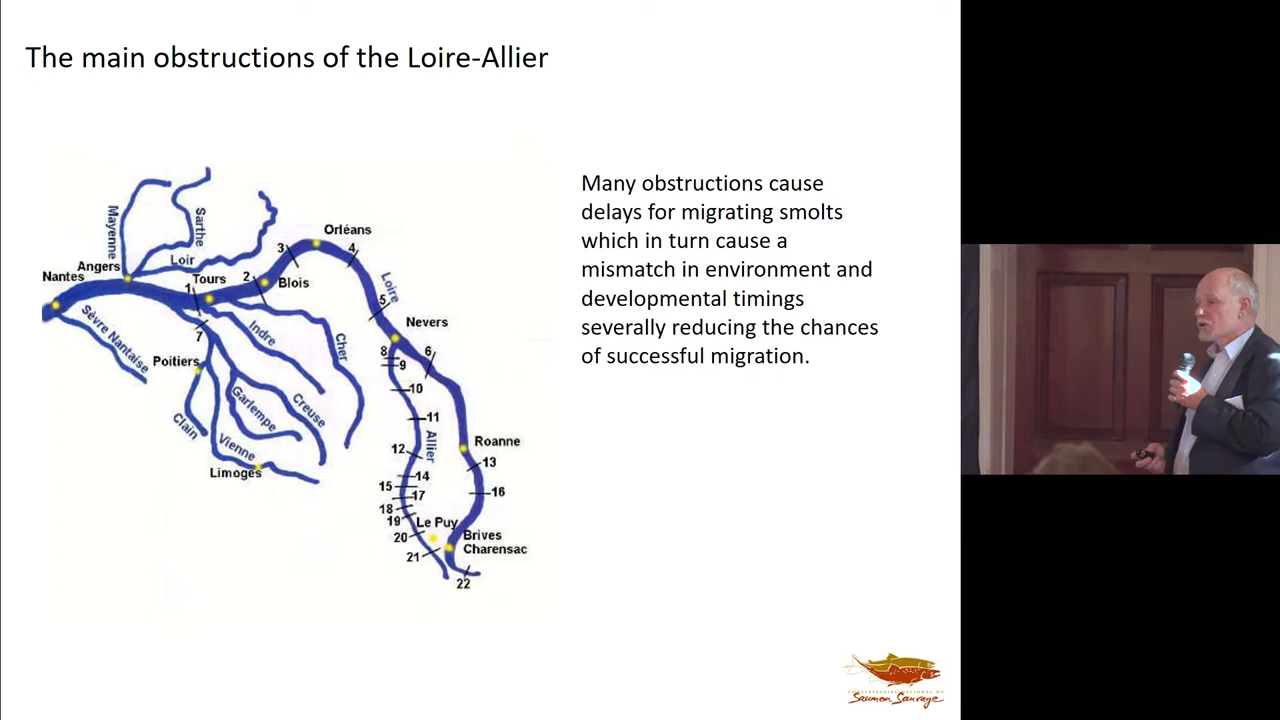 The main obstructions of the Loire-Allier
Many obstructions cause
delays for migrating smolts
which in turn cause a
mismatch in environment and
developmental timings
severally reducing the chances
of successful migration.
Mayenne
Sarthe
Loir
Angers
Nantes
Tours
Blois
Orléans
Loire
Nevers
Sèvre Nantaise
Indre
Cher
Poitiers
Creuse
Garlempe
Clain
Vienne
Limoges
Allier
Roanne
Le Puy
Brives
Charensac
1
2
3
4
5
6
7
8
9
10
11
12
13
14
15
16
17
18
19
20
21
22
CONSERVATOIRE NATIONAL DU
Saumon Sauvage